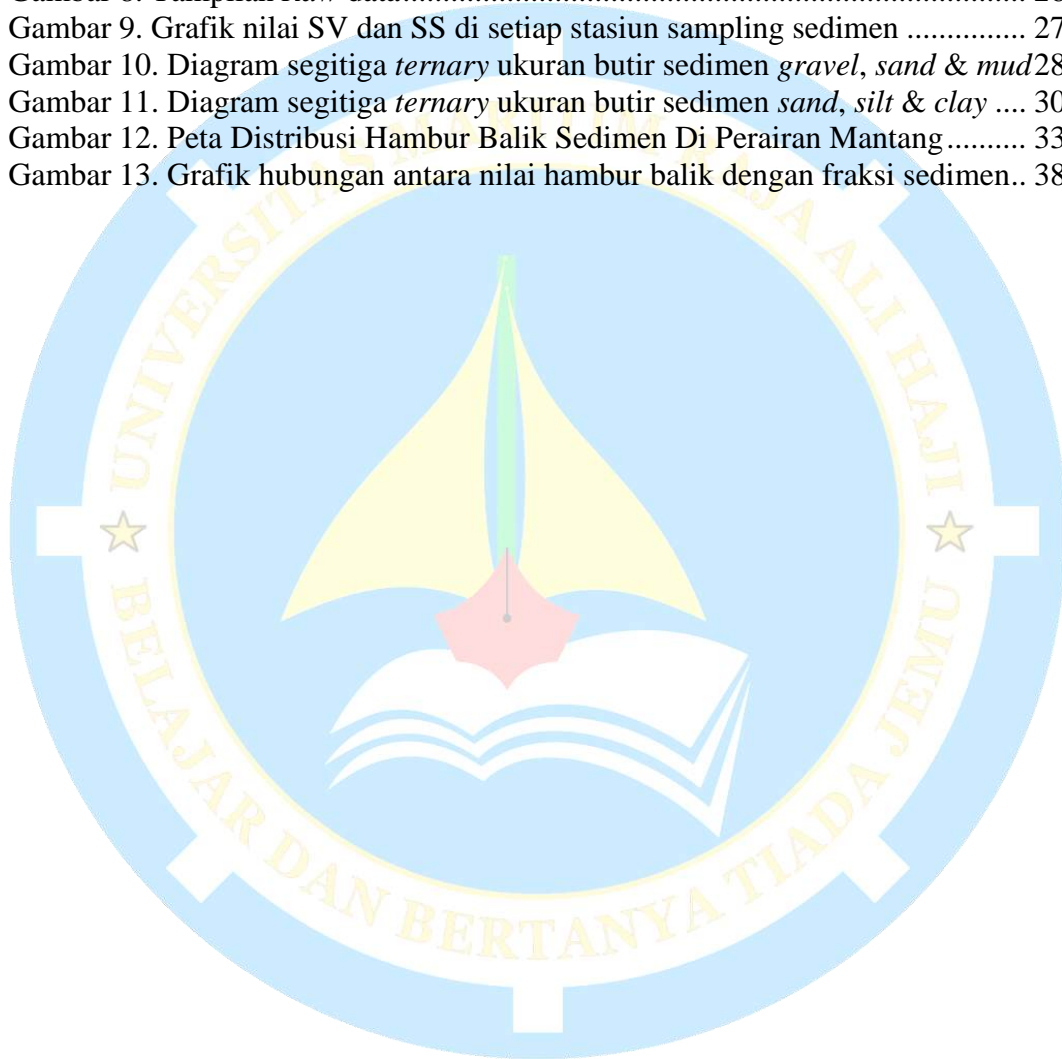 Gambar 9. Grafik nilai SV dan SS di setiap stasiun sampling sedimen ............... 27
Gambar 10. Diagram segitiga ternary ukuran butir sedimen gravel, sand & mud28
Gambar 11. Diagram segitiga ternary ukuran butir sedimen sand, silt & clay .... 30
Gambar 12. Peta Distribusi Hambur Balik Sedimen Di Perairan Mantang.......... 33
Gambar 13. Grafik hubungan antara nilai hambur balik dengan fraksi sedimen.. 38
UNIVERSITAS MARITIM RAJA ALI HAJI
BELAJAR DAN BERTANYA TIADA JEMU